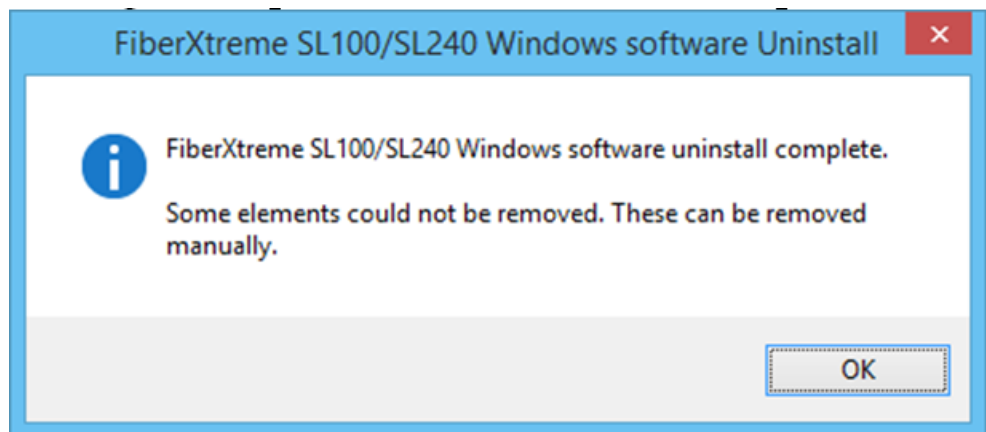 FiberXtreme SL100/SL240 Windows software Uninstall
FiberXtreme SL100/SL240 Windows software uninstall complete.
Some elements could not be removed. These can be removed
manually.
OK